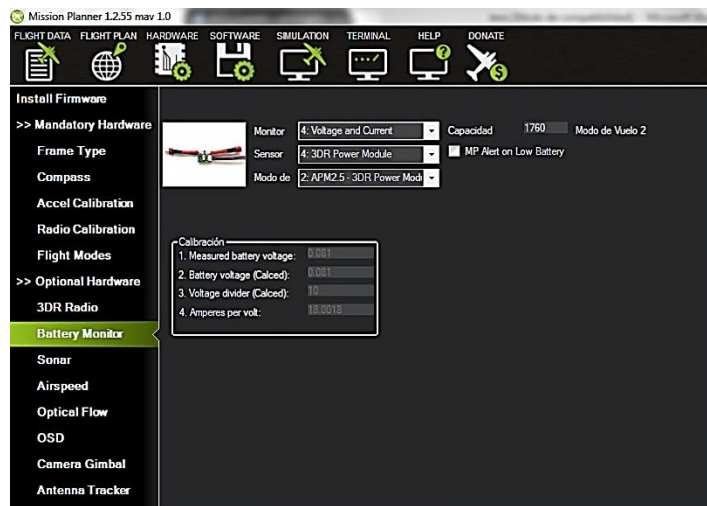 Mission Planner 1.2.55 mav 1.0
FLIGHT DATA FLIGHT PLAN HARDWARE SOFTWARE SIMULATION TERMINAL HELP DONATE
Install Firmware
>> Mandatory Hardware
Frame Type
Compass
Accel Calibration
Radio Calibration
Flight Modes
>> Optional Hardware
3DR Radio
Battery Monitor
Sonar
Airspeed
Optical Flow
OSD
Camera Gimbal
Antenna Tracker
Monitor 4: Voltage and Current Capacidad 1760 Modo de Vuelo 2
Sensor 4: 3DR Power Module MP Alert on Low Battery
Modo de 2: APM2.5 - 3DR Power Mod
Calibración
1. Measured battery voltage: 0.081
2. Battery voltage (Calced): 0.081
3. Voltage divider (Calced): 10
4. Amperes per volt: 18.0018